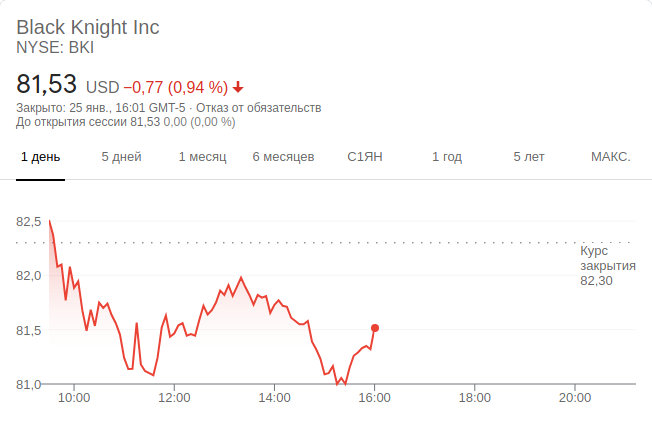 Black Knight Inc
NYSE: BKI
81,53 USD −0,77 (0,94 %)
Закрыто: 25 янв., 16:01 GMT-5 · Отказ от обязательств
До открытия сессии 81,53 0,00 (0,00 %)
1 день 5 дней 1 месяц 6 месяцев С1ЯН 1 год 5 лет МАКС.
82,5
Курс
закрытия
82,30
82,0
81,5
81,0
10:00 12:00 14:00 16:00 18:00 20:00